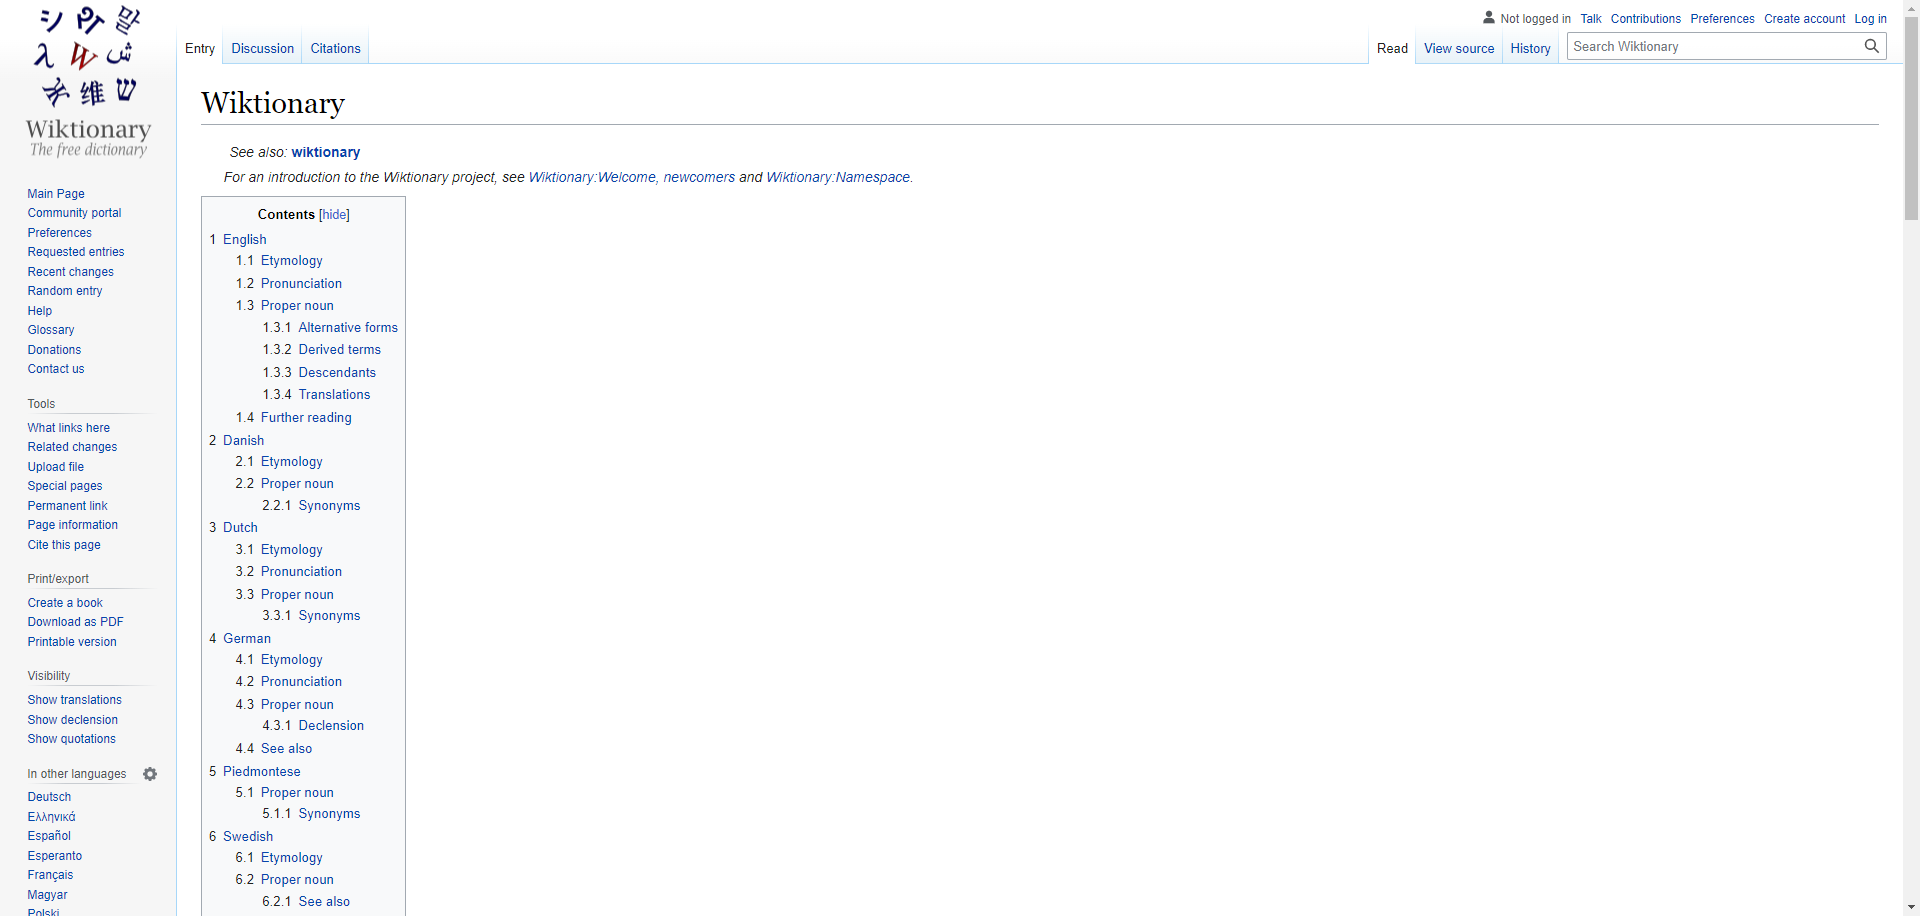 シ ወ 말
λ W ش
维 ש
Wiktionary
The free dictionary
Not logged in Talk Contributions Preferences Create account Log in
Entry Discussion Citations Read View source History Search Wiktionary
Main Page
Community portal
Preferences
Requested entries
Recent changes
Random entry
Help
Glossary
Donations
Contact us
Tools
What links here
Related changes
Upload file
Special pages
Permanent link
Page information
Cite this page
Print/export
Create a book
Download as PDF
Printable version
Visibility
Show translations
Show declension
Show quotations
In other languages
Deutsch
Ελληνικά
Español
Esperanto
Français
Magyar
Polski
Wiktionary
See also: wiktionary
For an introduction to the Wiktionary project, see Wiktionary:Welcome, newcomers and Wiktionary:Namespace.
Contents [hide]
1 English
1.1 Etymology
1.2 Pronunciation
1.3 Proper noun
1.3.1 Alternative forms
1.3.2 Derived terms
1.3.3 Descendants
1.3.4 Translations
1.4 Further reading
2 Danish
2.1 Etymology
2.2 Proper noun
2.2.1 Synonyms
3 Dutch
3.1 Etymology
3.2 Pronunciation
3.3 Proper noun
3.3.1 Synonyms
4 German
4.1 Etymology
4.2 Pronunciation
4.3 Proper noun
4.3.1 Declension
4.4 See also
5 Piedmontese
5.1 Proper noun
5.1.1 Synonyms
6 Swedish
6.1 Etymology
6.2 Proper noun
6.2.1 See also